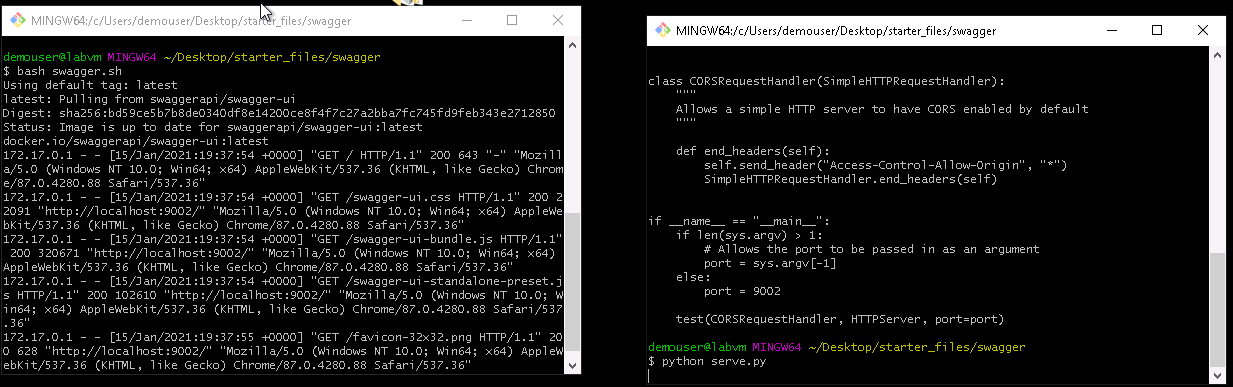 MINGW64:/c/Users/demouser/Desktop/starter_files/swagger
demouser@labvm MINGW64 ~/Desktop/starter_files/swagger
$ bash swagger.sh
Using default tag: latest
latest: Pulling from swaggerapi/swagger-ui
Digest: sha256:bd59ce5b7b8de0340df8e14200ce8f4f7c27a2bba7fc745fd9feb343e2712850
Status: Image is up to date for swaggerapi/swagger-ui:latest
docker.io/swaggerapi/swagger-ui:latest
172.17.0.1 - - [15/Jan/2021:19:37:54 +0000] "GET / HTTP/1.1" 200 643 "-" "Mozill
a/5.0 (Windows NT 10.0; Win64; x64) AppleWebKit/537.36 (KHTML, like Gecko) Chrom
e/87.0.4280.88 Safari/537.36"
172.17.0.1 - - [15/Jan/2021:19:37:54 +0000] "GET /swagger-ui.css HTTP/1.1" 200 2
2091 "http://localhost:9002/" "Mozilla/5.0 (Windows NT 10.0; Win64; x64) AppleWe
bKit/537.36 (KHTML, like Gecko) Chrome/87.0.4280.88 Safari/537.36"
172.17.0.1 - - [15/Jan/2021:19:37:54 +0000] "GET /swagger-ui-bundle.js HTTP/1.1"
200 320671 "http://localhost:9002/" "Mozilla/5.0 (Windows NT 10.0; Win64; x64)
AppleWebKit/537.36 (KHTML, like Gecko) Chrome/87.0.4280.88 Safari/537.36"
172.17.0.1 - - [15/Jan/2021:19:37:54 +0000] "GET /swagger-ui-standalone-preset.j
s HTTP/1.1" 200 102610 "http://localhost:9002/" "Mozilla/5.0 (Windows NT 10.0; W
in64; x64) AppleWebKit/537.36 (KHTML, like Gecko) Chrome/87.0.4280.88 Safari/537
.36"
172.17.0.1 - - [15/Jan/2021:19:37:55 +0000] "GET /favicon-32x32.png HTTP/1.1" 20
0 628 "http://localhost:9002/" "Mozilla/5.0 (Windows NT 10.0; Win64; x64) AppleW
ebKit/537.36 (KHTML, like Gecko) Chrome/87.0.4280.88 Safari/537.36"
MINGW64:/c/Users/demouser/Desktop/starter_files/swagger
class CORSRequestHandler(SimpleHTTPRequestHandler):
"""
Allows a simple HTTP server to have CORS enabled by default
"""
def end_headers(self):
self.send_header("Access-Control-Allow-Origin", "*")
SimpleHTTPRequestHandler.end_headers(self)
if __name__ == "__main__":
if len(sys.argv) > 1:
# Allows the port to be passed in as an argument
port = sys.argv[-1]
else:
port = 9002
test(CORSRequestHandler, HTTPServer, port=port)
demouser@labvm MINGW64 ~/Desktop/starter_files/swagger
$ python serve.py